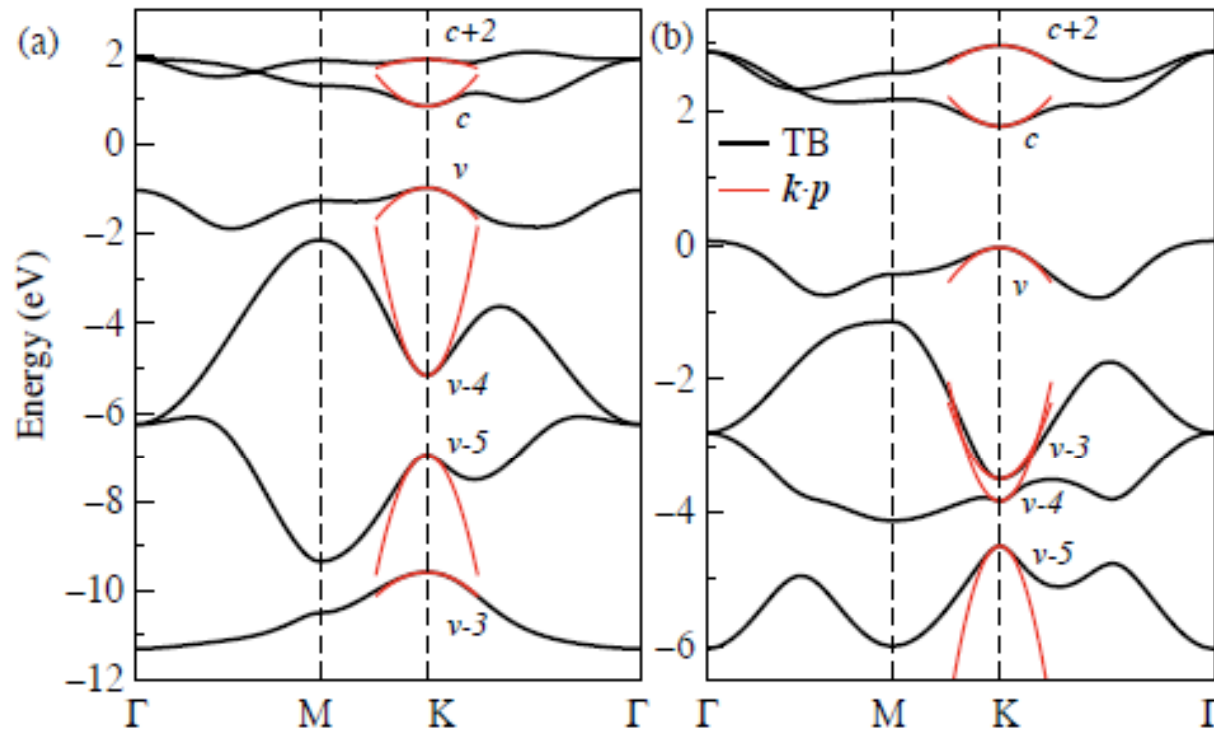 (a)
c+2
c
v
v-4
v-5
v-3
Energy (eV)
2
0
−2
−4
−6
−8
−10
−12
Γ
M
K
Γ
(b)
c+2
c
TB
k·p
v
v-3
v-4
v-5
2
0
−2
−4
−6
Γ
M
K
Γ